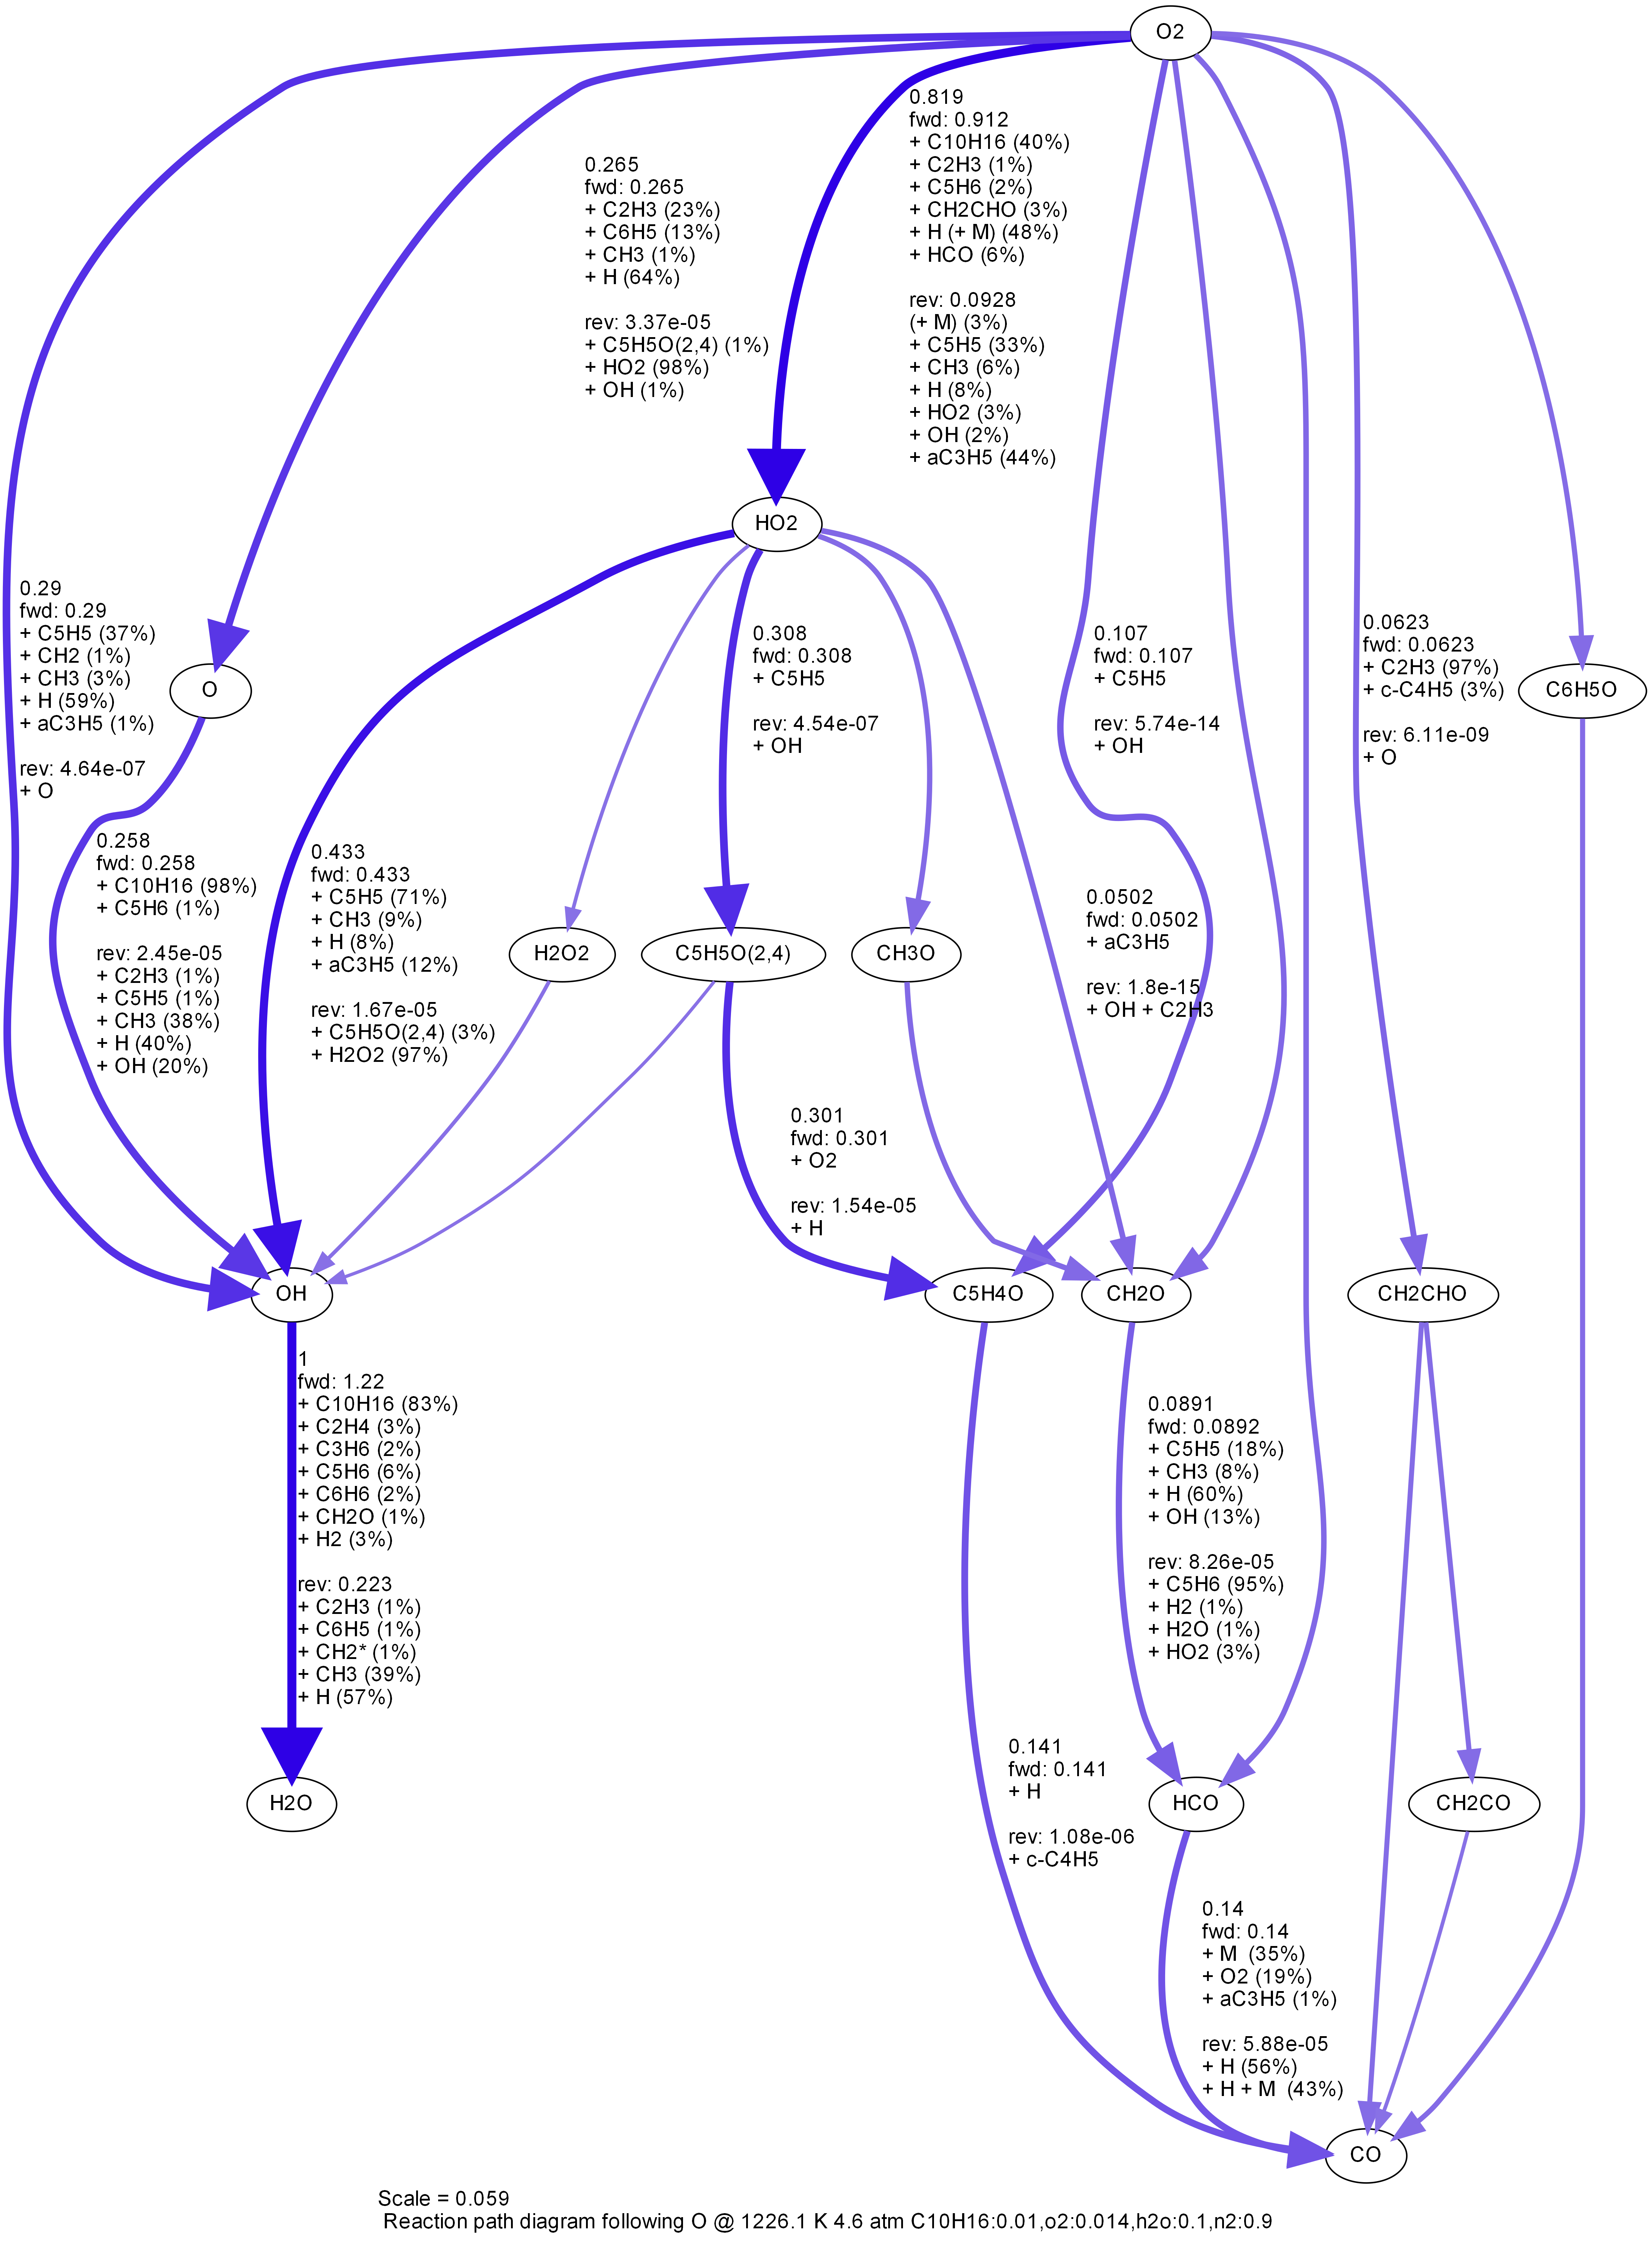 O2
0.819
fwd: 0.912
+ C10H16 (40%)
+ C2H3 (1%)
+ C5H6 (2%)
+ CH2CHO (3%)
+ H (+ M) (48%)
+ HCO (6%)
rev: 0.0928
(+ M) (3%)
+ C5H5 (33%)
+ CH3 (6%)
+ H (8%)
+ HO2 (3%)
+ OH (2%)
+ aC3H5 (44%)
0.265
fwd: 0.265
+ C2H3 (23%)
+ C6H5 (13%)
+ CH3 (1%)
+ H (64%)
rev: 3.37e-05
+ C5H5O(2,4) (1%)
+ HO2 (98%)
+ OH (1%)
HO2
0.29
fwd: 0.29
+ C5H5 (37%)
+ CH2 (1%)
+ CH3 (3%)
+ H (59%)
+ aC3H5 (1%)
rev: 4.64e-07
+ O
O
0.308
fwd: 0.308
+ C5H5
rev: 4.54e-07
+ OH
0.107
fwd: 0.107
+ C5H5
rev: 5.74e-14
+ OH
0.0623
fwd: 0.0623
+ C2H3 (97%)
+ c-C4H5 (3%)
rev: 6.11e-09
+ O
C6H5O
0.258
fwd: 0.258
+ C10H16 (98%)
+ C5H6 (1%)
rev: 2.45e-05
+ C2H3 (1%)
+ C5H5 (1%)
+ CH3 (38%)
+ H (40%)
+ OH (20%)
0.433
fwd: 0.433
+ C5H5 (71%)
+ CH3 (9%)
+ H (8%)
+ aC3H5 (12%)
rev: 1.67e-05
+ C5H5O(2,4) (3%)
+ H2O2 (97%)
H2O2
C5H5O(2,4)
CH3O
0.0502
fwd: 0.0502
+ aC3H5
rev: 1.8e-15
+ OH + C2H3
0.301
fwd: 0.301
+ O2
rev: 1.54e-05
+ H
OH
C5H4O
CH2O
CH2CHO
1
fwd: 1.22
+ C10H16 (83%)
+ C2H4 (3%)
+ C3H6 (2%)
+ C5H6 (6%)
+ C6H6 (2%)
+ CH2O (1%)
+ H2 (3%)
rev: 0.223
+ C2H3 (1%)
+ C6H5 (1%)
+ CH2* (1%)
+ CH3 (39%)
+ H (57%)
0.0891
fwd: 0.0892
+ C5H5 (18%)
+ CH3 (8%)
+ H (60%)
+ OH (13%)
rev: 8.26e-05
+ C5H6 (95%)
+ H2 (1%)
+ H2O (1%)
+ HO2 (3%)
0.141
fwd: 0.141
+ H
rev: 1.08e-06
+ c-C4H5
H2O
HCO
CH2CO
0.14
fwd: 0.14
+ M (35%)
+ O2 (19%)
+ aC3H5 (1%)
rev: 5.88e-05
+ H (56%)
+ H + M (43%)
CO
Scale = 0.059
Reaction path diagram following O @ 1226.1 K 4.6 atm C10H16:0.01,o2:0.014,h2o:0.1,n2:0.9